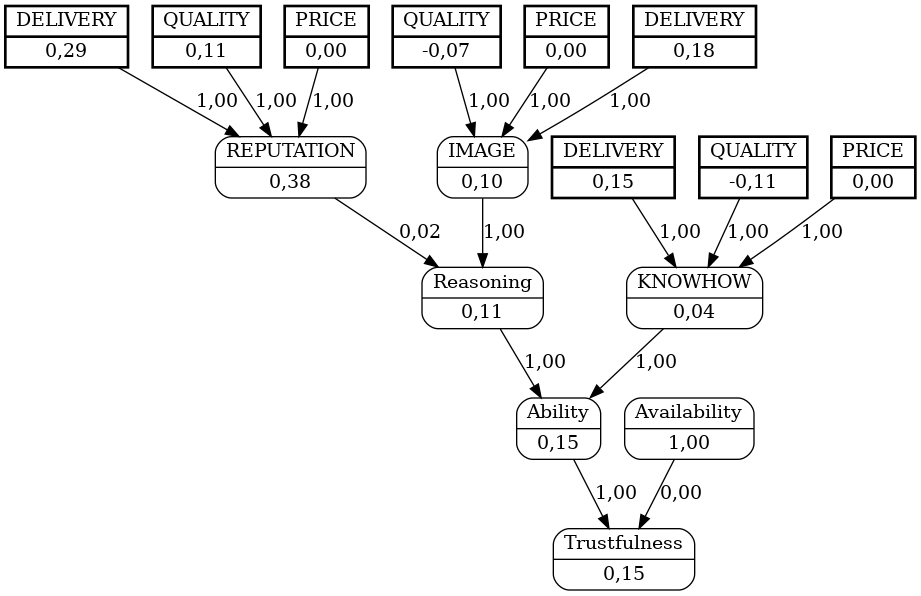 DELIVERY
0,29
QUALITY
0,11
PRICE
0,00
QUALITY
-0,07
PRICE
0,00
DELIVERY
0,18
1,00
1,00
1,00
1,00
1,00
1,00
REPUTATION
0,38
IMAGE
0,10
DELIVERY
0,15
QUALITY
-0,11
PRICE
0,00
0,02
1,00
1,00
1,00
1,00
Reasoning
0,11
KNOWHOW
0,04
1,00
1,00
Ability
0,15
Availability
1,00
1,00
0,00
Trustfulness
0,15